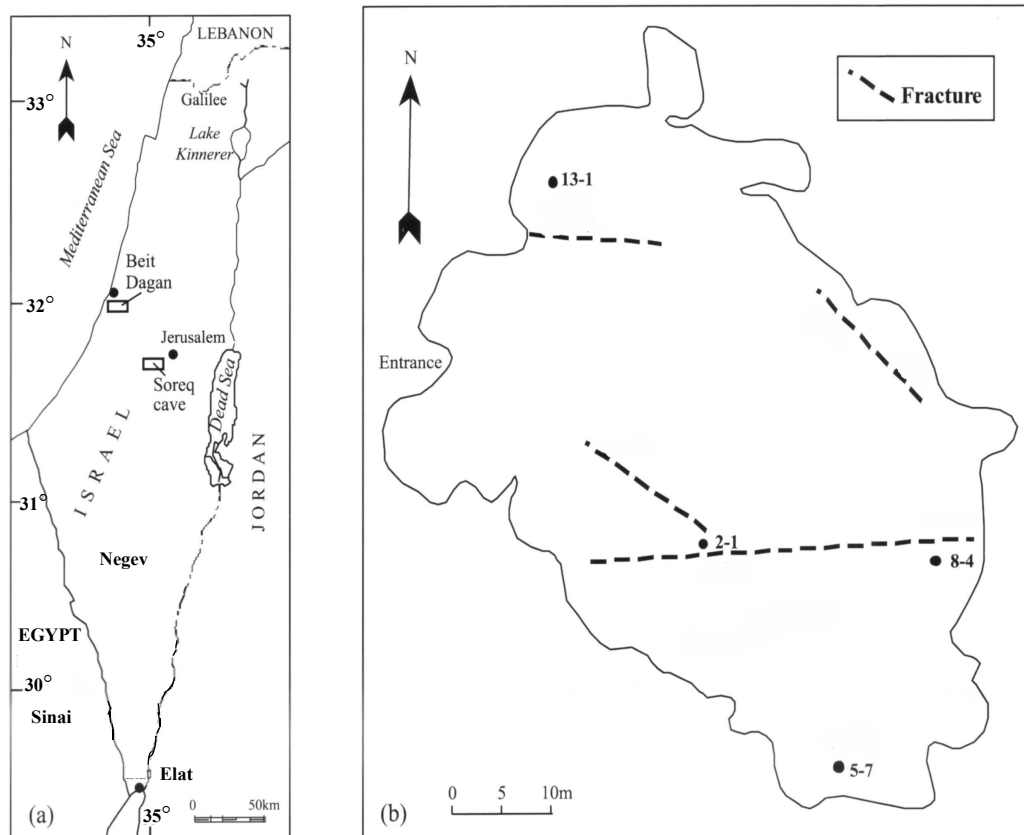 35°
N
LEBANON
33°
Galilee
Lake
Kinnerer
Mediterranean Sea
Beit
Dagan
32°
Jerusalem
Soreq
cave
Dead Sea
ISRAEL
JORDAN
31°
Negev
EGYPT
30°
Sinai
Elat
(a)
35°
0 50km
N
Fracture
13-1
Entrance
2-1
8-4
5-7
0 5 10m
(b)